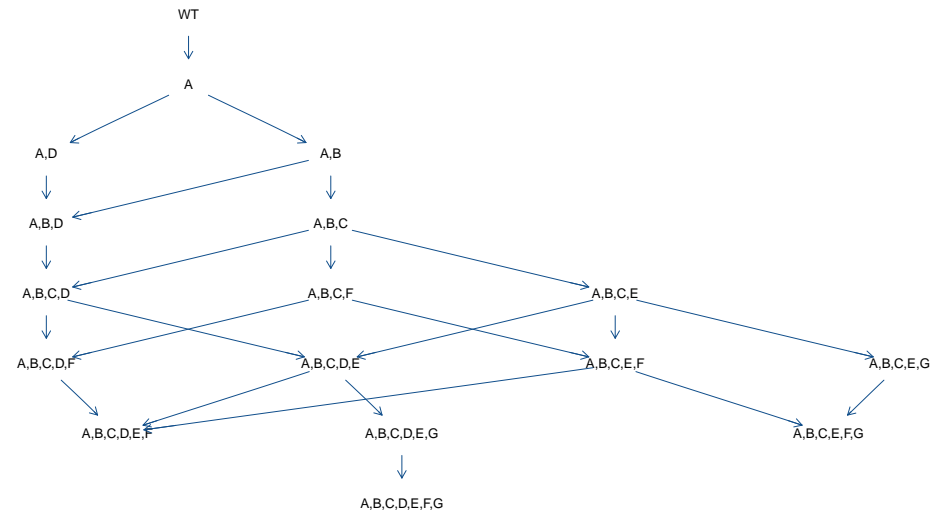 WT
A
A,D
A,B
A,B,D
A,B,C
A,B,C,D
A,B,C,F
A,B,C,E
A,B,C,D,F
A,B,C,D,E
A,B,C,E,F
A,B,C,E,G
A,B,C,D,E,F
A,B,C,D,E,G
A,B,C,E,F,G
A,B,C,D,E,F,G